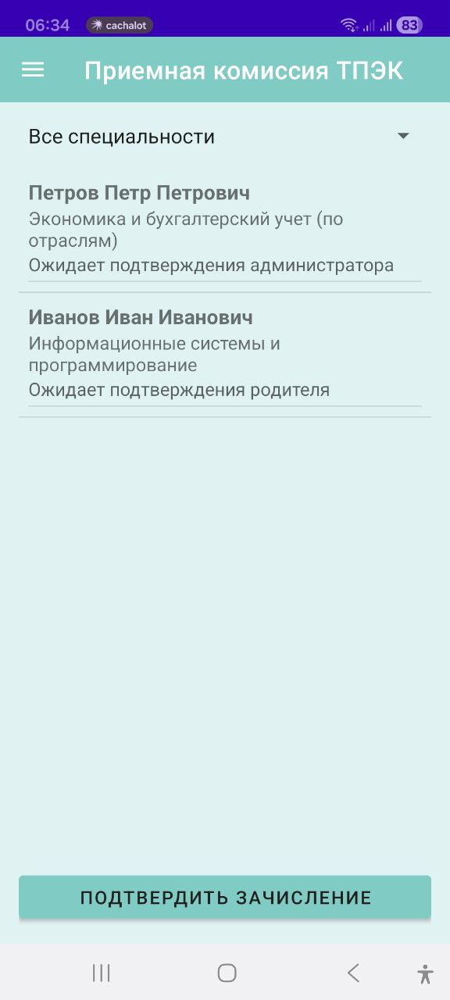 06:34 cachalot 83
Приемная комиссия ТПЭК
Все специальности
Петров Петр Петрович
Экономика и бухгалтерский учет (по
отраслям)
Ожидает подтверждения администратора
Иванов Иван Иванович
Информационные системы и
программирование
Ожидает подтверждения родителя
ПОДТВЕРДИТЬ ЗАЧИСЛЕНИЕ